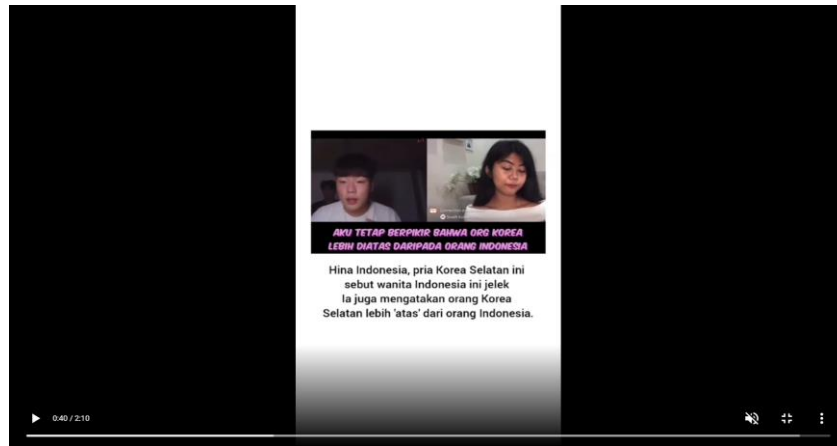 AKU TETAP BERPIKIR BAHWA ORG KOREA
LEBIH DIATAS DARIPADA ORANG INDONESIA
Hina Indonesia, pria Korea Selatan ini
sebut wanita Indonesia ini jelek
Ia juga mengatakan orang Korea
Selatan lebih 'atas' dari orang Indonesia.
0:40 / 2:10